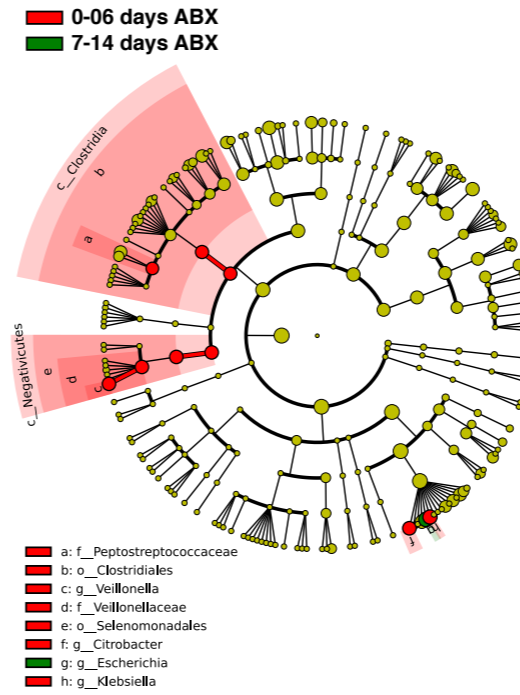 0-06 days ABX
7-14 days ABX
c__Clostridia
b
a
c__Negativicutes
e
d
c
f
a: f__Peptostreptococcaceae
b: o__Clostridiales
c: g__Veillonella
d: f__Veillonellaceae
e: o__Selenomonadales
f: g__Citrobacter
g: g__Escherichia
h: g__Klebsiella